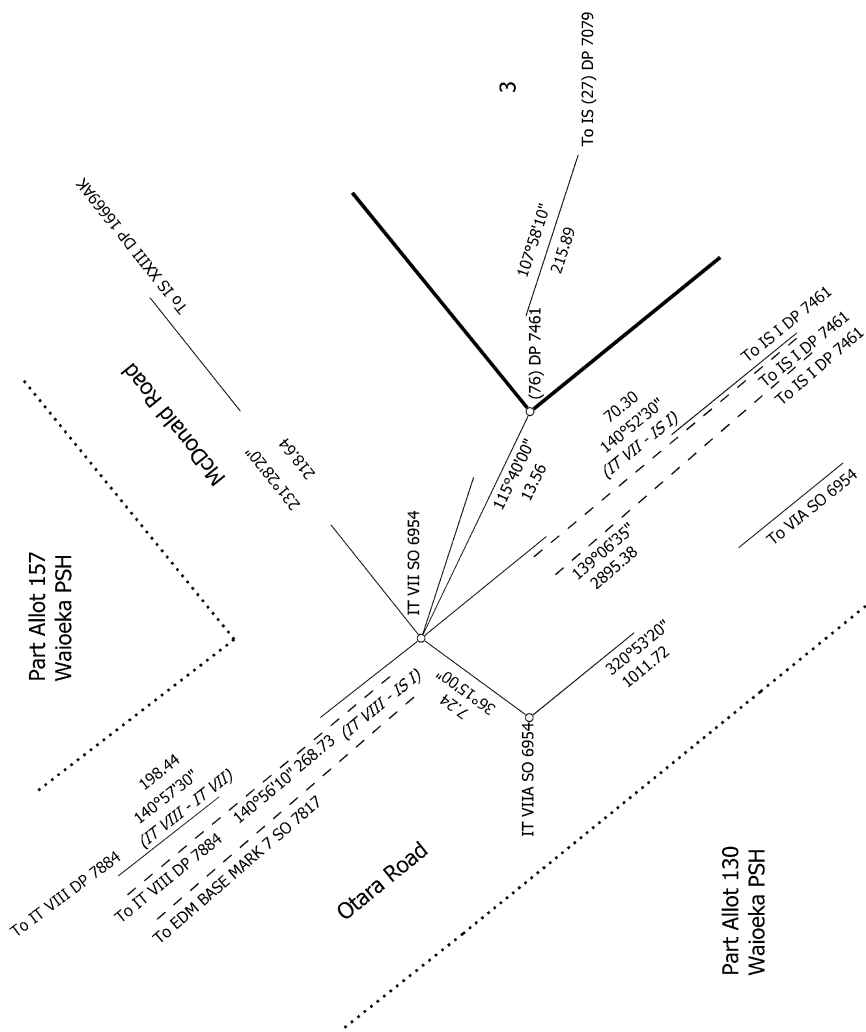 3
To IS (27) DP 7079
107°58'10"
215.89
To IS XXIII DP 16669AK
McDonald Road
231°28'20"
218.64
(76) DP 7461
115°40'00"
13.56
70.30
140°52'30"
(IT VII - IS I)
To IS I DP 7461
To IS I DP 7461
To IS I DP 7461
To VIA SO 6954
139°06'35"
2895.38
IT VII SO 6954
Part Allot 157
Waioeka PSH
36°15'00"
7.24
320°53'20"
1011.72
IT VIIA SO 6954
198.44
140°57'30"
(IT VIII - IT VII)
To IT VIII DP 7884
To IT VIII DP 7884
140°56'10" 268.73 (IT VIII - IS I)
To EDM BASE MARK 7 SO 7817
Otara Road
Part Allot 130
Waioeka PSH